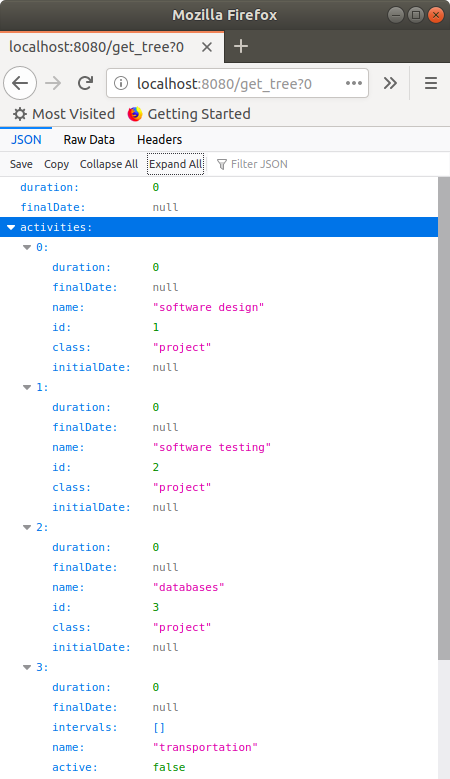 Mozilla Firefox
localhost:8080/get_tree?0
localhost:8080/get_tree?0
Most Visited Getting Started
JSON Raw Data Headers
Save Copy Collapse All Expand All Filter JSON
duration: 0
finalDate: null
activities:
0:
duration: 0
finalDate: null
name: "software design"
id: 1
class: "project"
initialDate: null
1:
duration: 0
finalDate: null
name: "software testing"
id: 2
class: "project"
initialDate: null
2:
duration: 0
finalDate: null
name: "databases"
id: 3
class: "project"
initialDate: null
3:
duration: 0
finalDate: null
intervals: []
name: "transportation"
active: false